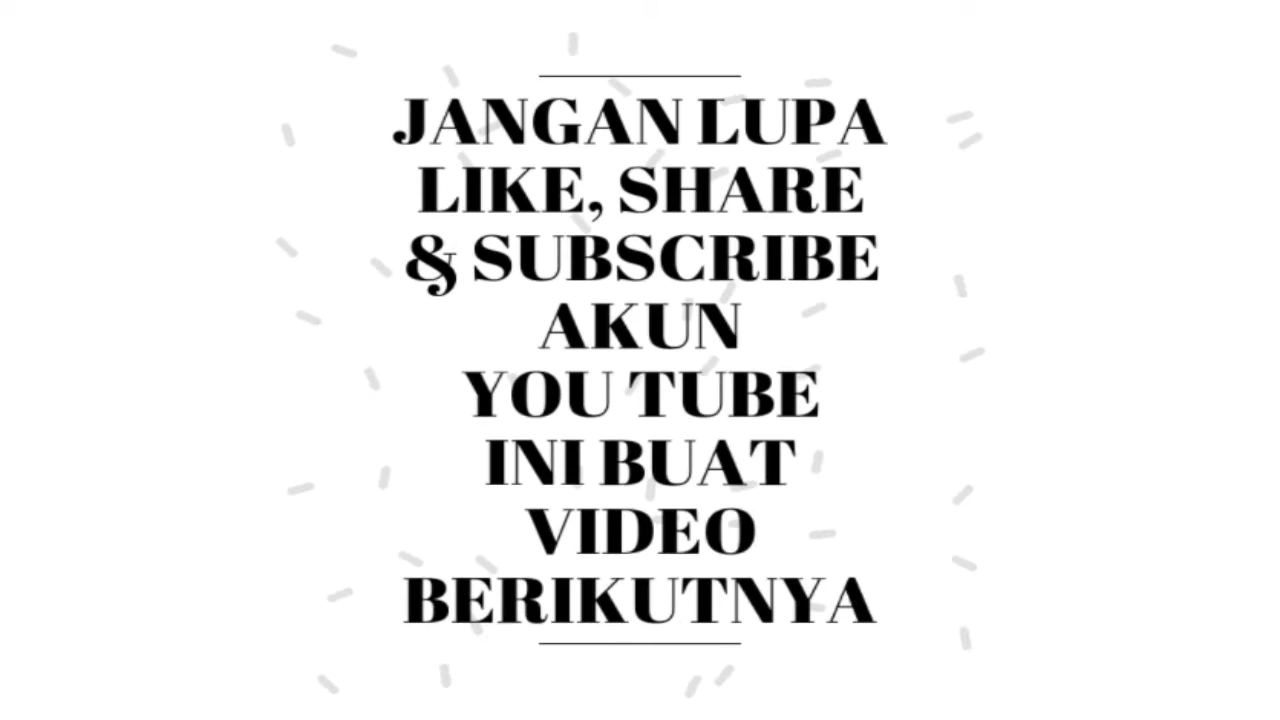 JANGAN LUPA
LIKE, SHARE
& SUBSCRIBE
AKUN
YOU TUBE
INI BUAT
VIDEO
BERIKUTNYA